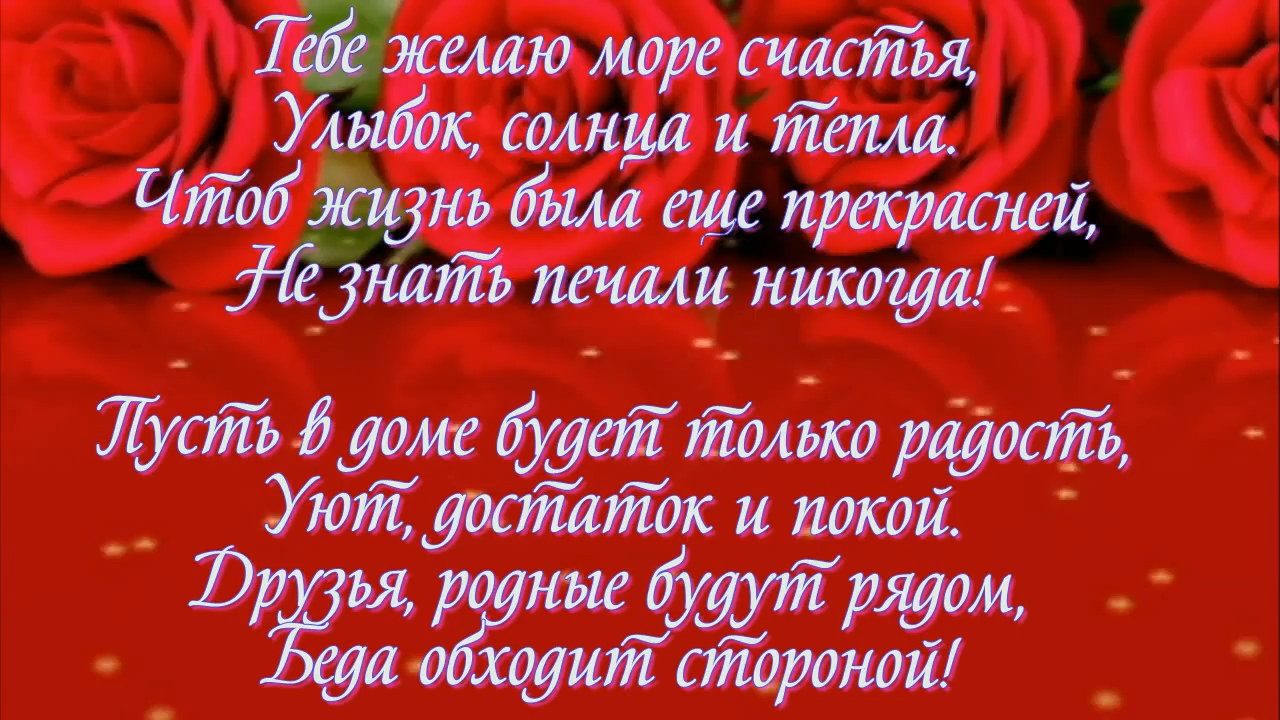 Тебе желаю море счастья,
Улыбок, солнца и тепла.
Чтоб жизнь была еще прекрасней,
Не знать печали никогда!
Пусть в доме будет только радость,
Уют, достаток и покой.
Друзья, родные будут рядом,
Беда обходит стороной!